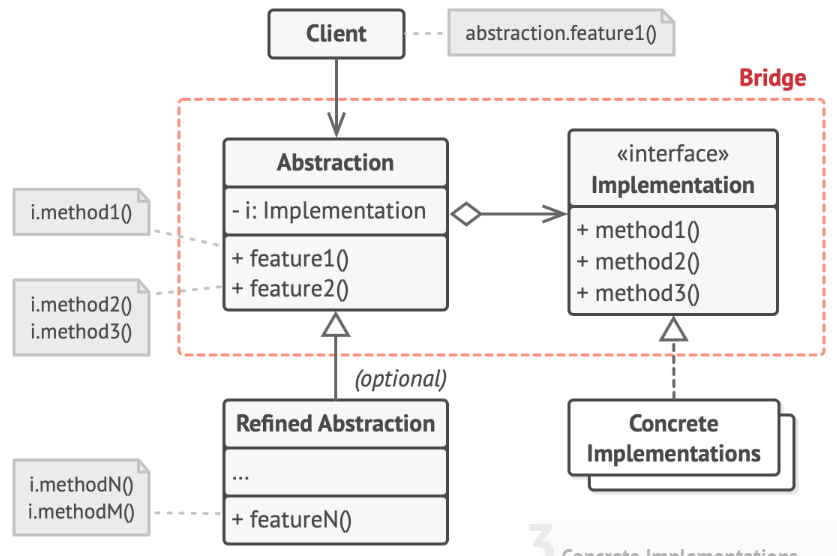 Client
abstraction.feature1()
Bridge
Abstraction
- i: Implementation
+ feature1()
+ feature2()
«interface»
Implementation
+ method1()
+ method2()
+ method3()
i.method1()
i.method2()
i.method3()
(optional)
Refined Abstraction
...
+ featureN()
Concrete
Implementations
i.methodN()
i.methodM()
3
Concrete Implementations